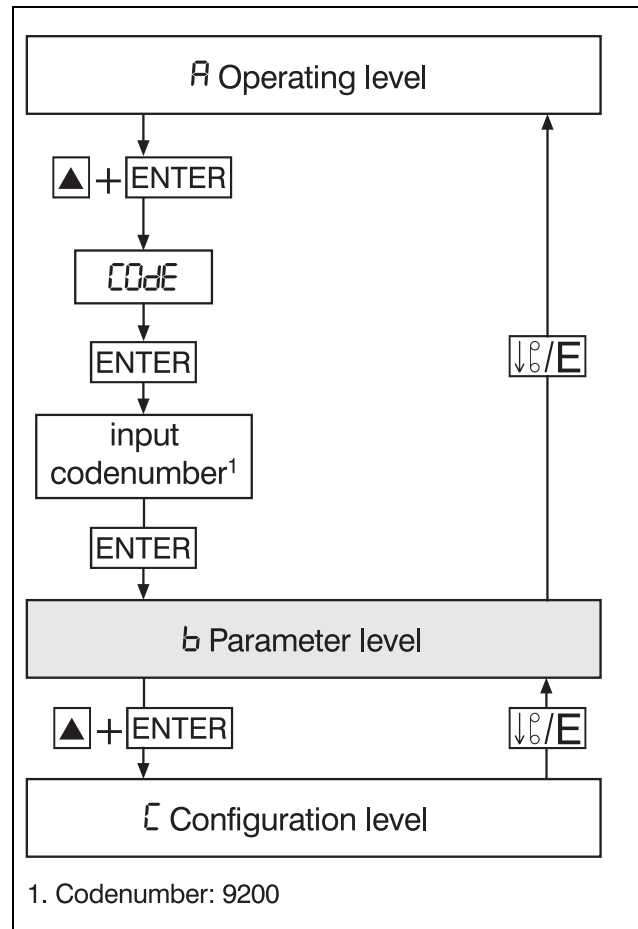 A Operating level
▲ + ENTER
COdE
ENTER
↓°C/E
input
codenumber¹
ENTER
b Parameter level
▲ + ENTER
↓°C/E
C Configuration level
1. Codenumber: 9200